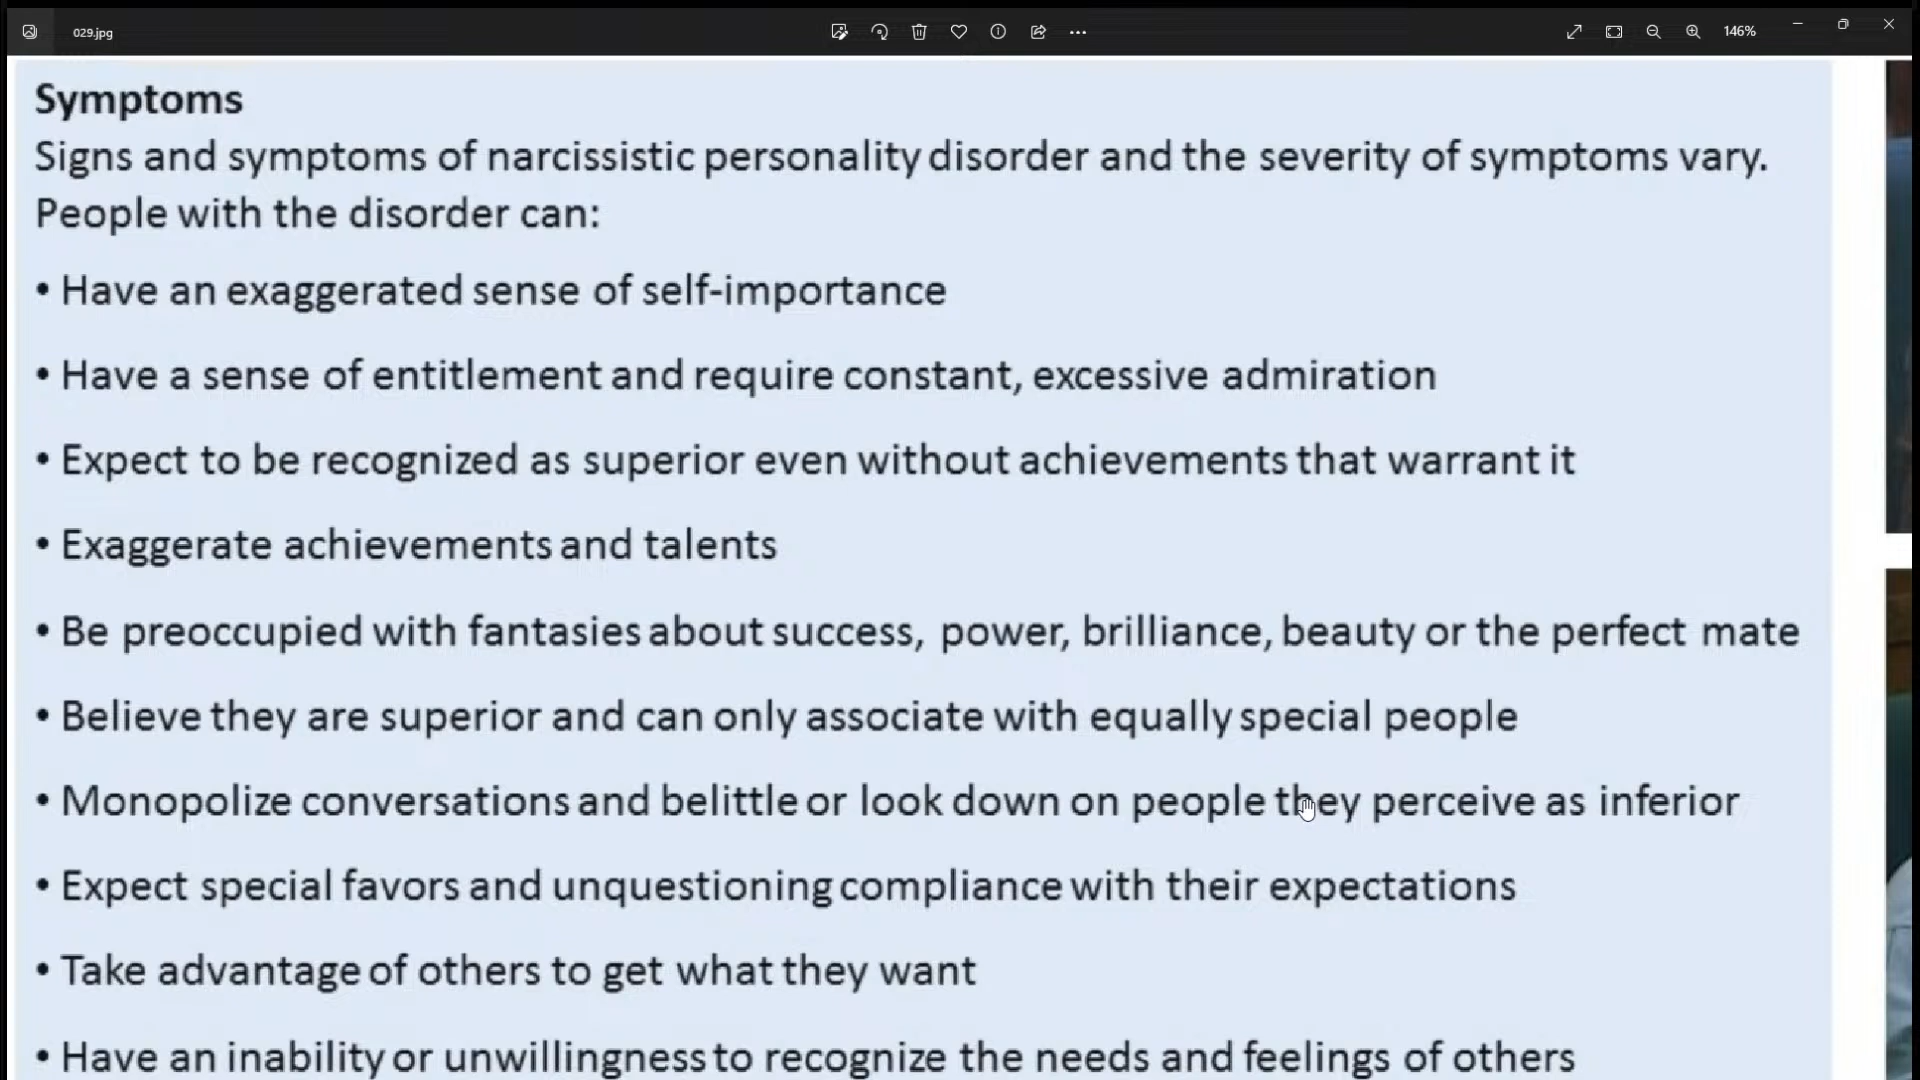 029.jpg
146%
Symptoms
Signs and symptoms of narcissistic personality disorder and the severity of symptoms vary.
People with the disorder can:
• Have an exaggerated sense of self-importance
• Have a sense of entitlement and require constant, excessive admiration
• Expect to be recognized as superior even without achievements that warrant it
• Exaggerate achievements and talents
• Be preoccupied with fantasies about success, power, brilliance, beauty or the perfect mate
• Believe they are superior and can only associate with equally special people
• Monopolize conversations and belittle or look down on people they perceive as inferior
• Expect special favors and unquestioning compliance with their expectations
• Take advantage of others to get what they want
• Have an inability or unwillingness to recognize the needs and feelings of others